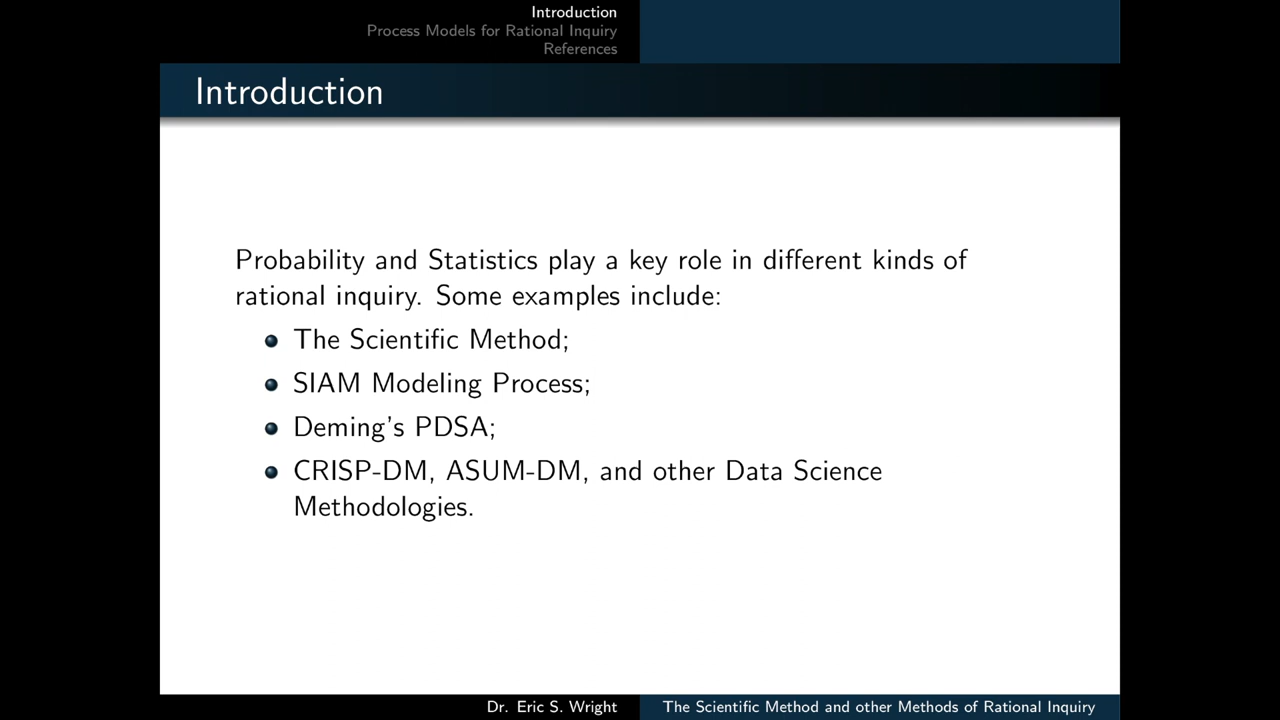 Introduction
Process Models for Rational Inquiry
References
Introduction
Probability and Statistics play a key role in different kinds of
rational inquiry. Some examples include:
The Scientific Method;
SIAM Modeling Process;
Deming's PDSA;
CRISP-DM, ASUM-DM, and other Data Science
Methodologies.
Dr. Eric S. Wright
The Scientific Method and other Methods of Rational Inquiry